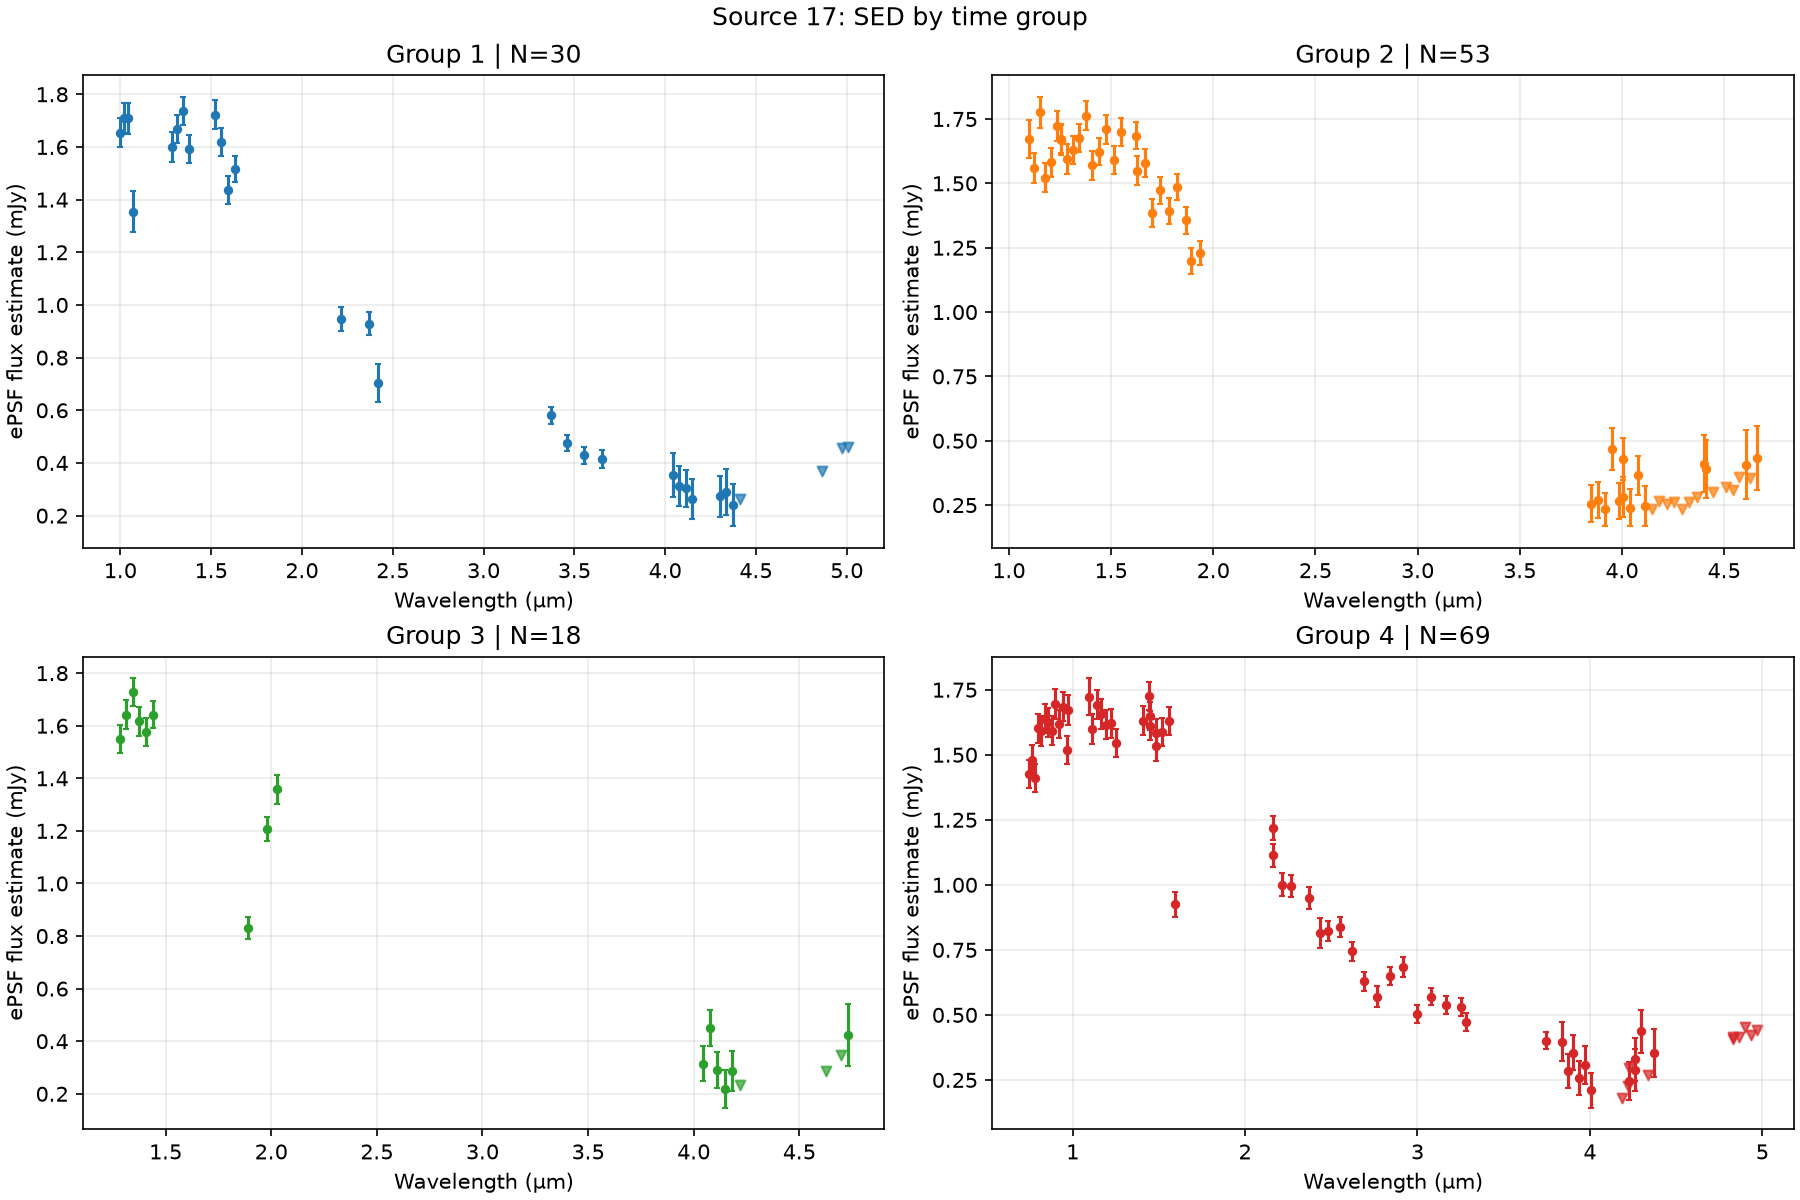 Source 17: SED by time group
Group 1 | N=30
ePSF flux estimate (mJy)
1.8
1.6
1.4
1.2
1.0
0.8
0.6
0.4
0.2
1.0 1.5 2.0 2.5 3.0 3.5 4.0 4.5 5.0
Wavelength (μm)
Group 2 | N=53
ePSF flux estimate (mJy)
1.75
1.50
1.25
1.00
0.75
0.50
0.25
1.0 1.5 2.0 2.5 3.0 3.5 4.0 4.5
Wavelength (μm)
Group 3 | N=18
ePSF flux estimate (mJy)
1.8
1.6
1.4
1.2
1.0
0.8
0.6
0.4
0.2
1.5 2.0 2.5 3.0 3.5 4.0 4.5
Wavelength (μm)
Group 4 | N=69
ePSF flux estimate (mJy)
1.75
1.50
1.25
1.00
0.75
0.50
0.25
1 2 3 4 5
Wavelength (μm)